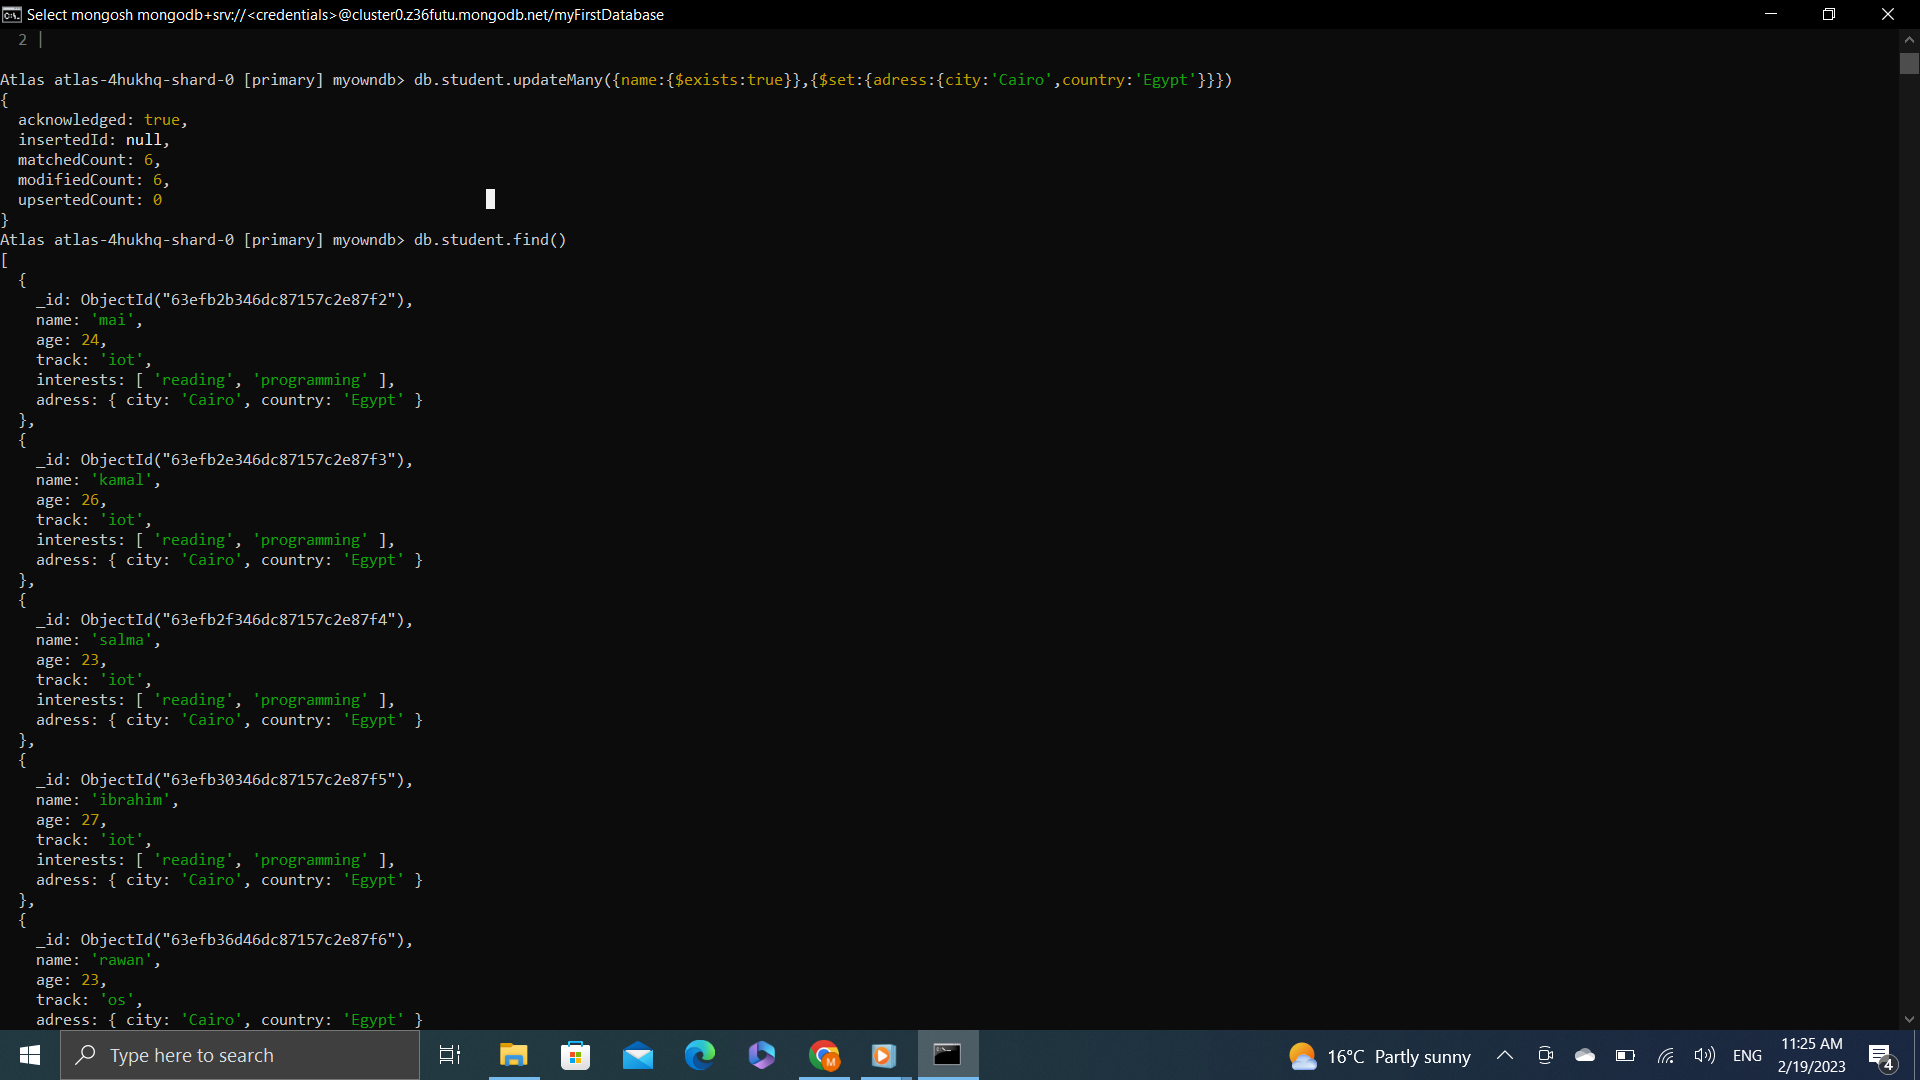 Select mongosh mongodb+srv://<credentials>@cluster0.z36futu.mongodb.net/myFirstDatabase
2 |
Atlas atlas-4hukhq-shard-0 [primary] myowndb> db.student.updateMany({name:{$exists:true}},{$set:{adress:{city:'Cairo',country:'Egypt'}}})
{
  acknowledged: true,
  insertedId: null,
  matchedCount: 6,
  modifiedCount: 6,
  upsertedCount: 0
}
Atlas atlas-4hukhq-shard-0 [primary] myowndb> db.student.find()
[
  {
    _id: ObjectId("63efb2b346dc87157c2e87f2"),
    name: 'mai',
    age: 24,
    track: 'iot',
    interests: [ 'reading', 'programming' ],
    adress: { city: 'Cairo', country: 'Egypt' }
  },
  {
    _id: ObjectId("63efb2e346dc87157c2e87f3"),
    name: 'kamal',
    age: 26,
    track: 'iot',
    interests: [ 'reading', 'programming' ],
    adress: { city: 'Cairo', country: 'Egypt' }
  },
  {
    _id: ObjectId("63efb2f346dc87157c2e87f4"),
    name: 'salma',
    age: 23,
    track: 'iot',
    interests: [ 'reading', 'programming' ],
    adress: { city: 'Cairo', country: 'Egypt' }
  },
  {
    _id: ObjectId("63efb30346dc87157c2e87f5"),
    name: 'ibrahim',
    age: 27,
    track: 'iot',
    interests: [ 'reading', 'programming' ],
    adress: { city: 'Cairo', country: 'Egypt' }
  },
  {
    _id: ObjectId("63efb36d46dc87157c2e87f6"),
    name: 'rawan',
    age: 23,
    track: 'os',
    adress: { city: 'Cairo', country: 'Egypt' }
Type here to search
16°C Partly sunny
ENG
11:25 AM
2/19/2023
4